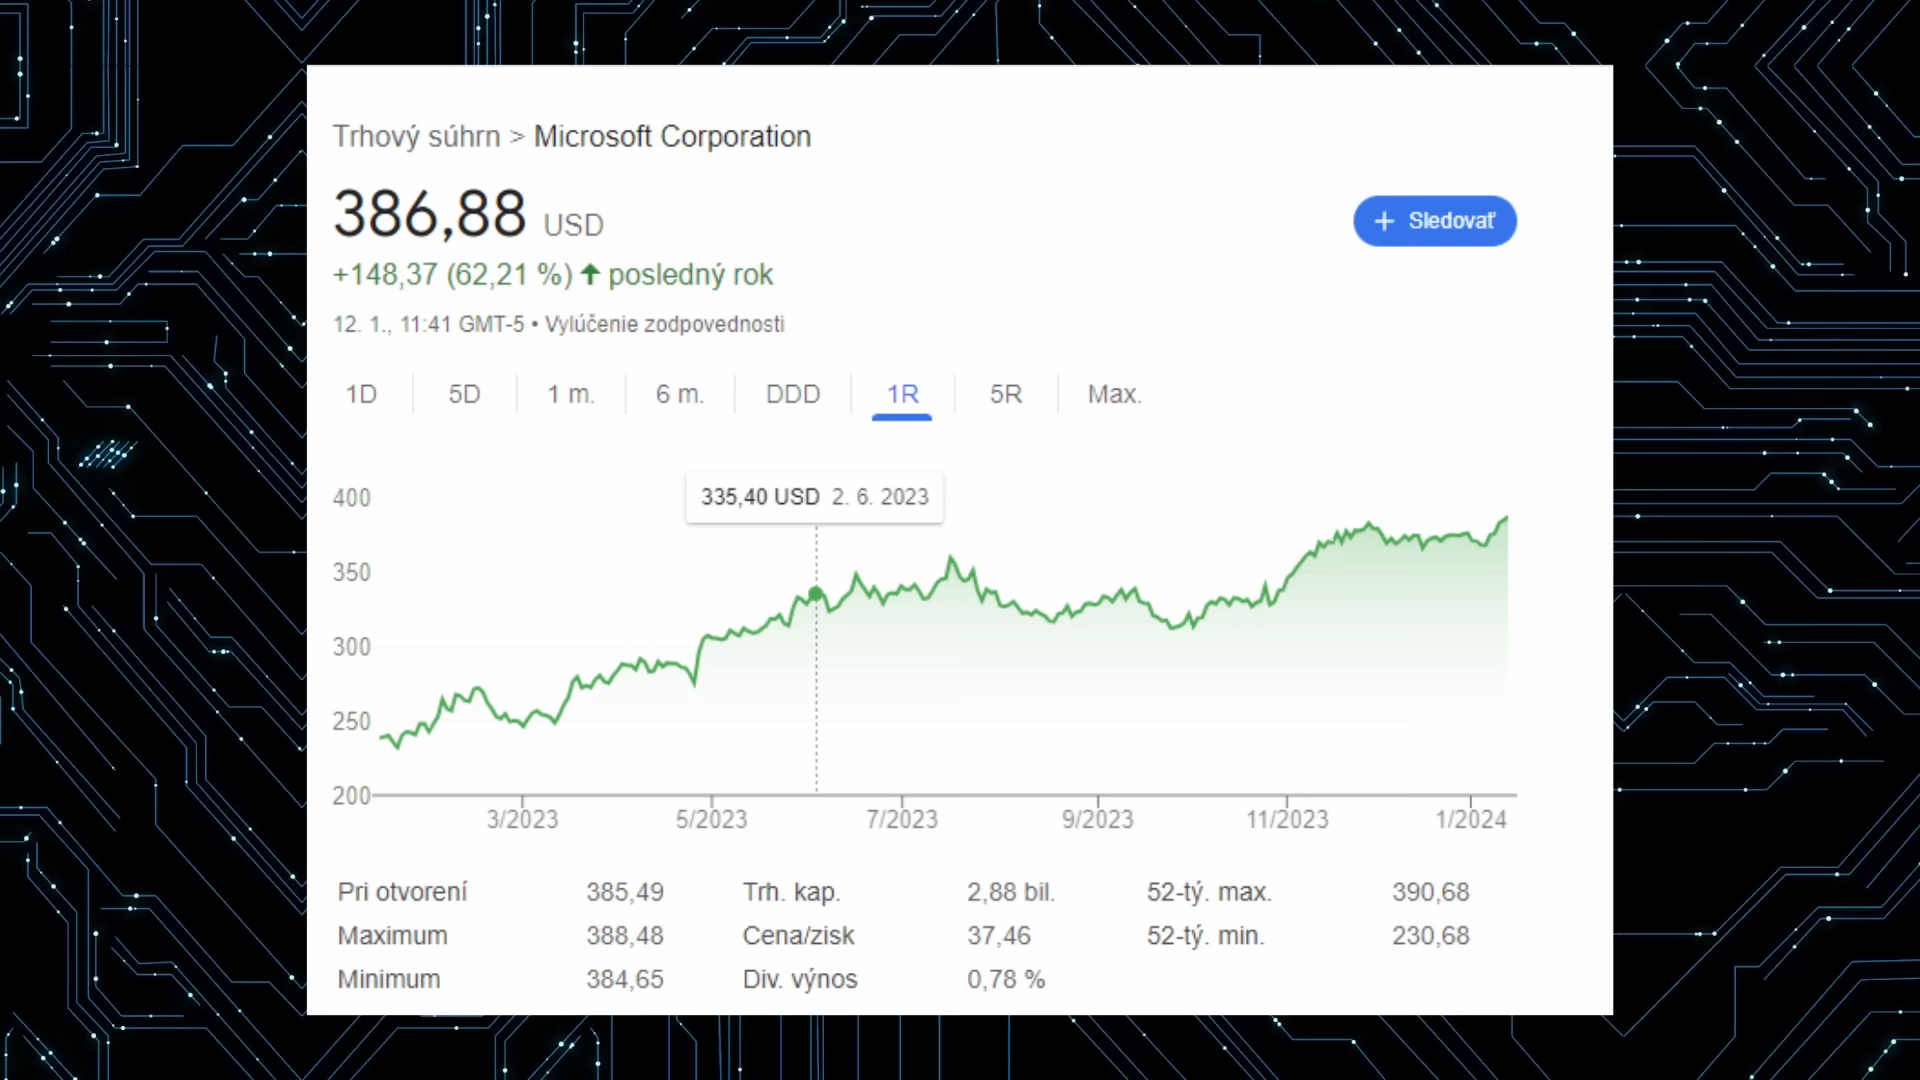 Trhový súhrn > Microsoft Corporation
386,88 USD
+ Sledovať
+148,37 (62,21 %) ↑ posledný rok
12. 1., 11:41 GMT-5 • Vylúčenie zodpovednosti
1D 5D 1 m. 6 m. DDD 1R 5R Max.
335,40 USD 2. 6. 2023
400
350
300
250
200
3/2023 5/2023 7/2023 9/2023 11/2023 1/2024
Pri otvorení 385,49 Trh. kap. 2,88 bil. 52-tý. max. 390,68
Maximum 388,48 Cena/zisk 37,46 52-tý. min. 230,68
Minimum 384,65 Div. výnos 0,78 %